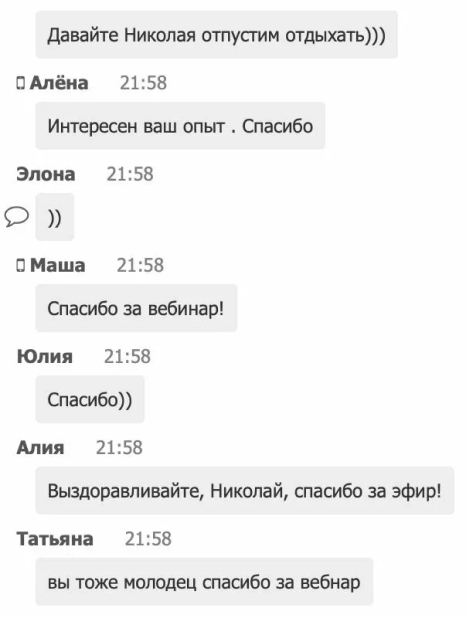 Давайте Николая отпустим отдыхать)))
Алёна 21:58
Интересен ваш опыт . Спасибо
Элона 21:58
))
Маша 21:58
Спасибо за вебинар!
Юлия 21:58
Спасибо))
Алия 21:58
Выздоравливайте, Николай, спасибо за эфир!
Татьяна 21:58
вы тоже молодец спасибо за вебнар